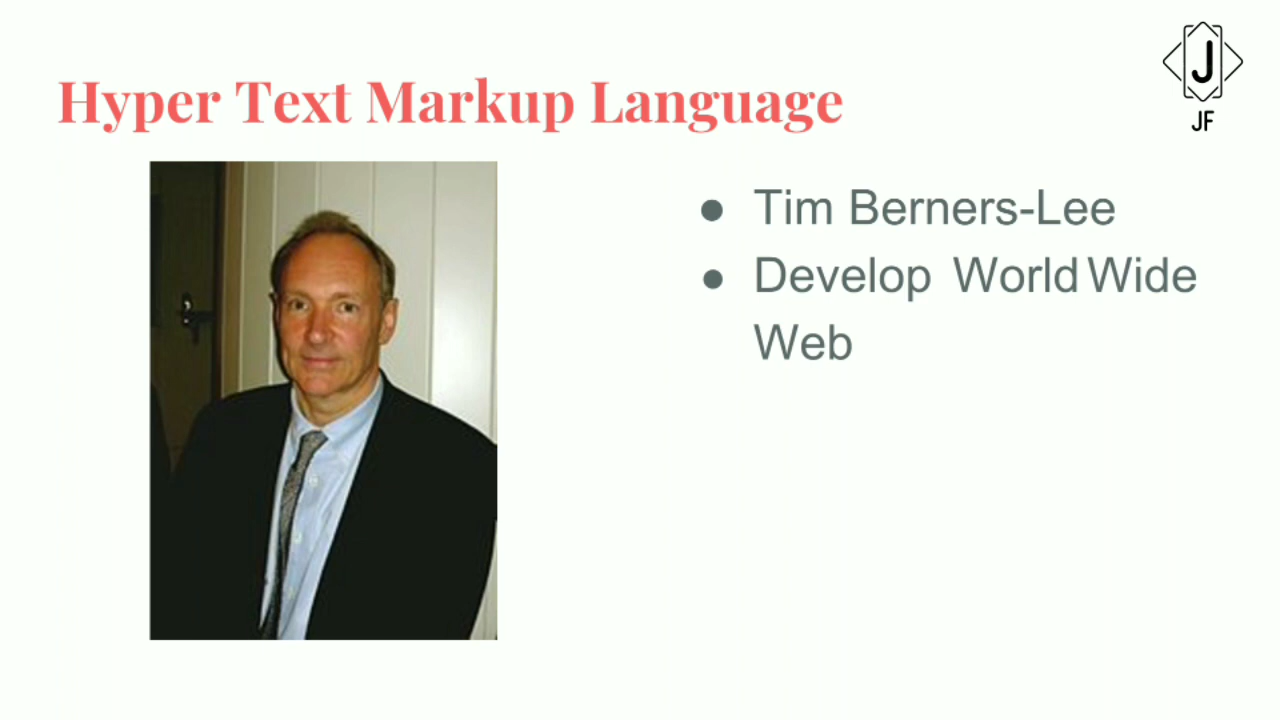 Hyper Text Markup Language
J
JF
● Tim Berners-Lee
● Develop World Wide
Web